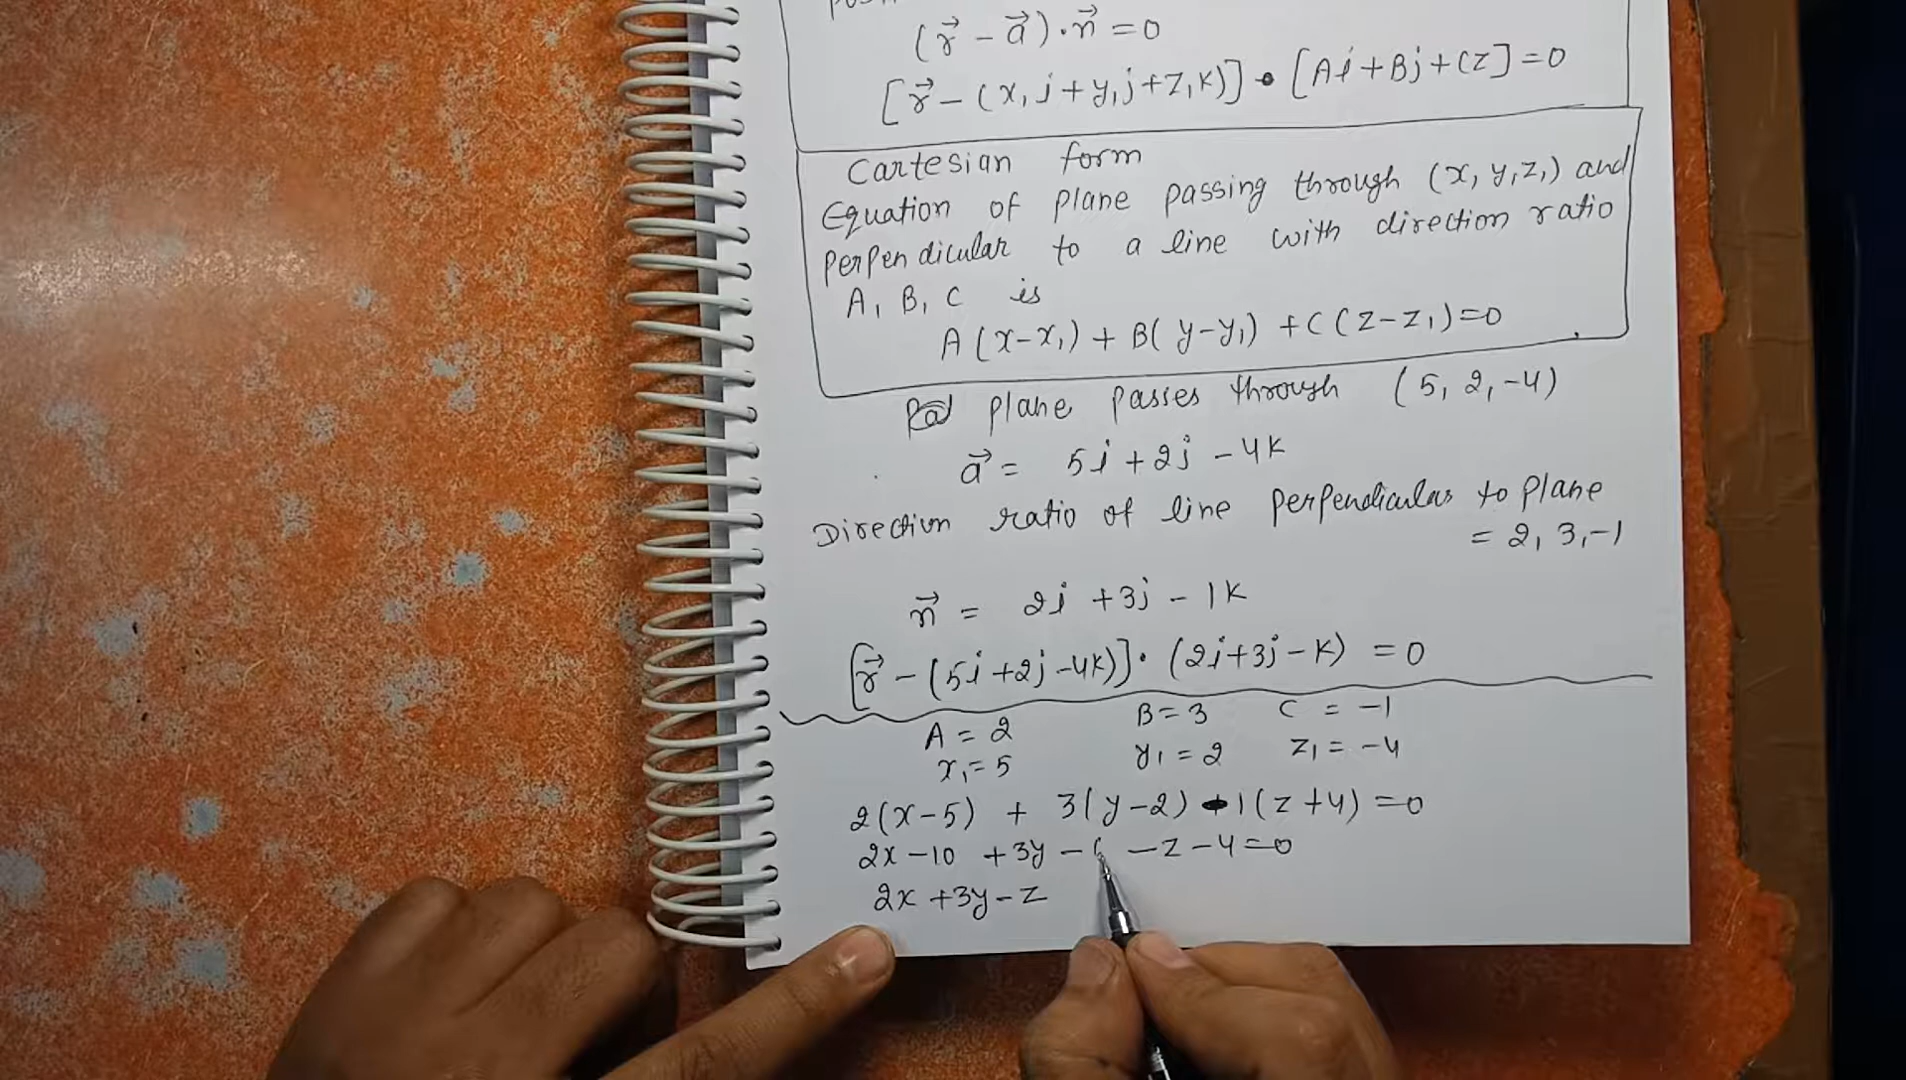 (r⃗ - a⃗)·n⃗ = 0
[r⃗ - (x₁i + y₁j + z₁k)] • [Ai + Bj + CZ] = 0
Cartesian form
Equation of plane passing through (x, y₁z₁) and
perpendicular to a line with direction ratio
A, B, C is
A(x-x₁) + B(y-y₁) + C(z-z₁)=0
plane passes through (5, 2, -4)
a⃗ = 5i + 2j - 4k
Direction ratio of line perpendicular to plane
= 2, 3, -1
n⃗ = 2i + 3j - 1k
[r⃗ - (5i + 2j - 4k)]· (2i+3j-k) = 0
A = 2 B = 3 C = -1
x₁ = 5 y₁ = 2 z₁ = -4
2(x-5) + 3(y-2) -1(z+4) = 0
2x - 10 + 3y - - z - 4 = 0
2x + 3y - z